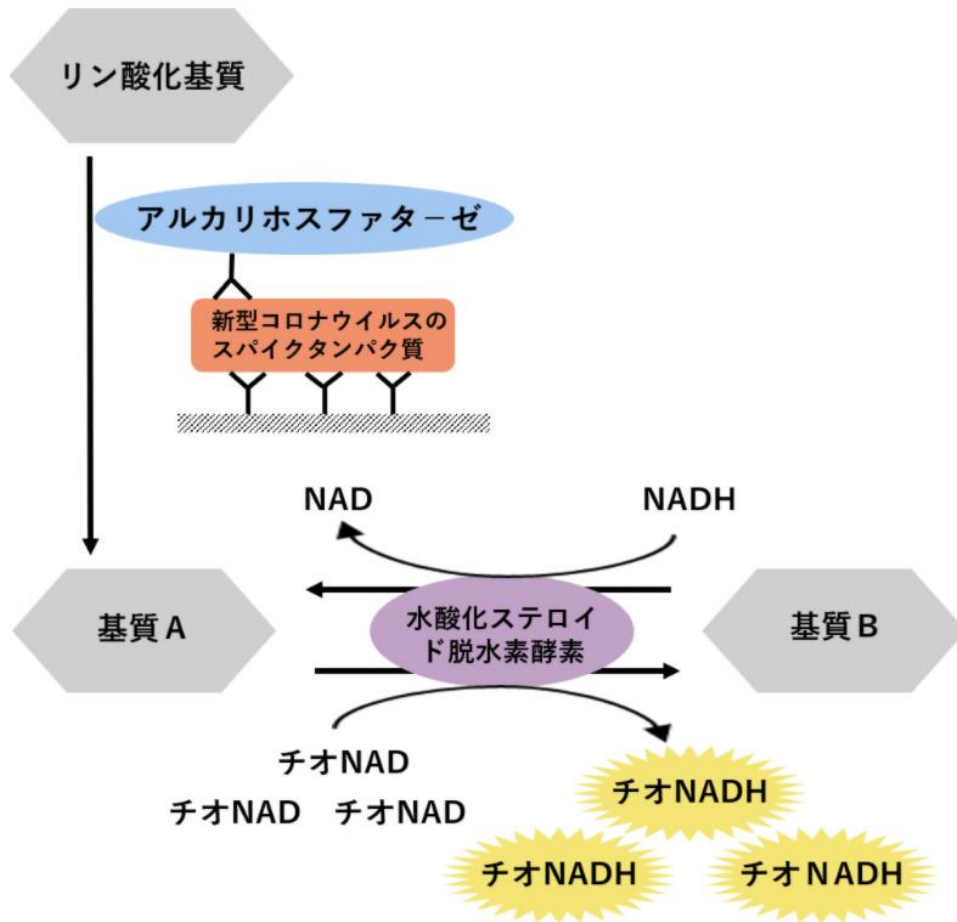 リン酸化基質
アルカリホスファターゼ
新型コロナウイルスの
スパイクタンパク質
NAD
NADH
基質A
水酸化ステロイ
ド脱水素酵素
基質B
チオNAD
チオNAD
チオNAD
チオNADH
チオNADH
チオNADH